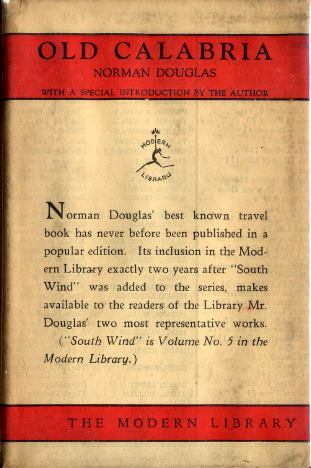 OLD CALABRIA
NORMAN DOUGLAS
WITH A SPECIAL INTRODUCTION BY THE AUTHOR
MODERN
LIBRARY
Norman Douglas' best known travel
book has never before been published in a
popular edition. Its inclusion in the Mod-
ern Library exactly two years after "South
Wind" was added to the series, makes
available to the readers of the Library Mr.
Douglas' two most representative works.
("South Wind" is Volume No. 5 in the
Modern Library.)
THE MODERN LIBRARY